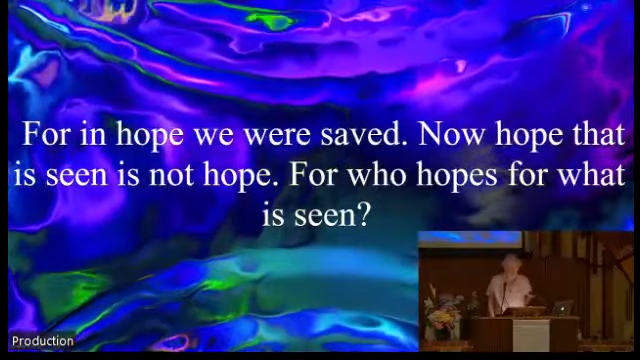 For in hope we were saved. Now hope that
is seen is not hope. For who hopes for what
is seen?
Production